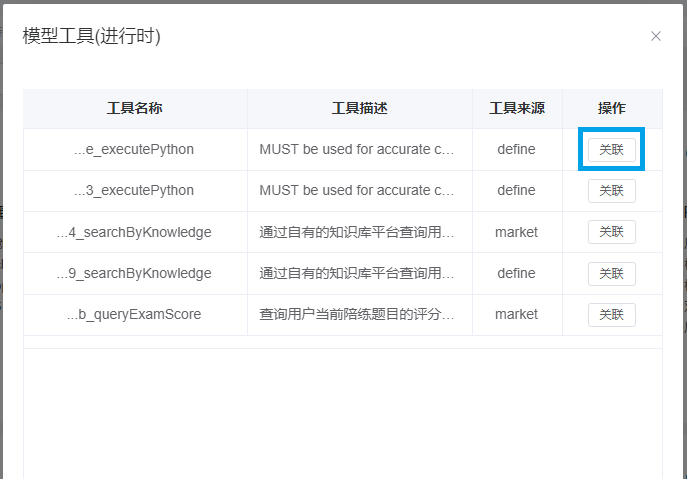 模型工具(进行时)
工具名称 工具描述 工具来源 操作
...e_executePython MUST be used for accurate c... define 关联
...3_executePython MUST be used for accurate c... define 关联
...4_searchByKnowledge 通过自有的知识库平台查询用... market 关联
...9_searchByKnowledge 通过自有的知识库平台查询用... define 关联
...b_queryExamScore 查询用户当前陪练题目的评分... market 关联